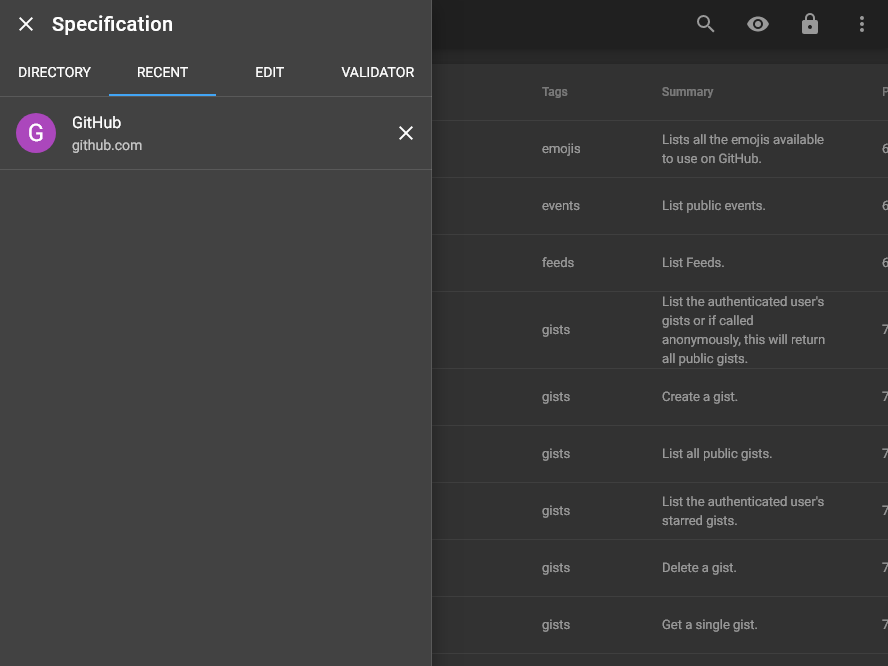 Specification
DIRECTORY
RECENT
EDIT
VALIDATOR
G
GitHub
github.com
Tags
Summary
P
emojis
Lists all the emojis available
to use on GitHub.
6
events
List public events.
6
feeds
List Feeds.
6
gists
List the authenticated user's
gists or if called
anonymously, this will return
all public gists.
7
gists
Create a gist.
7
gists
List all public gists.
7
gists
List the authenticated user's
starred gists.
7
gists
Delete a gist.
7
gists
Get a single gist.
7